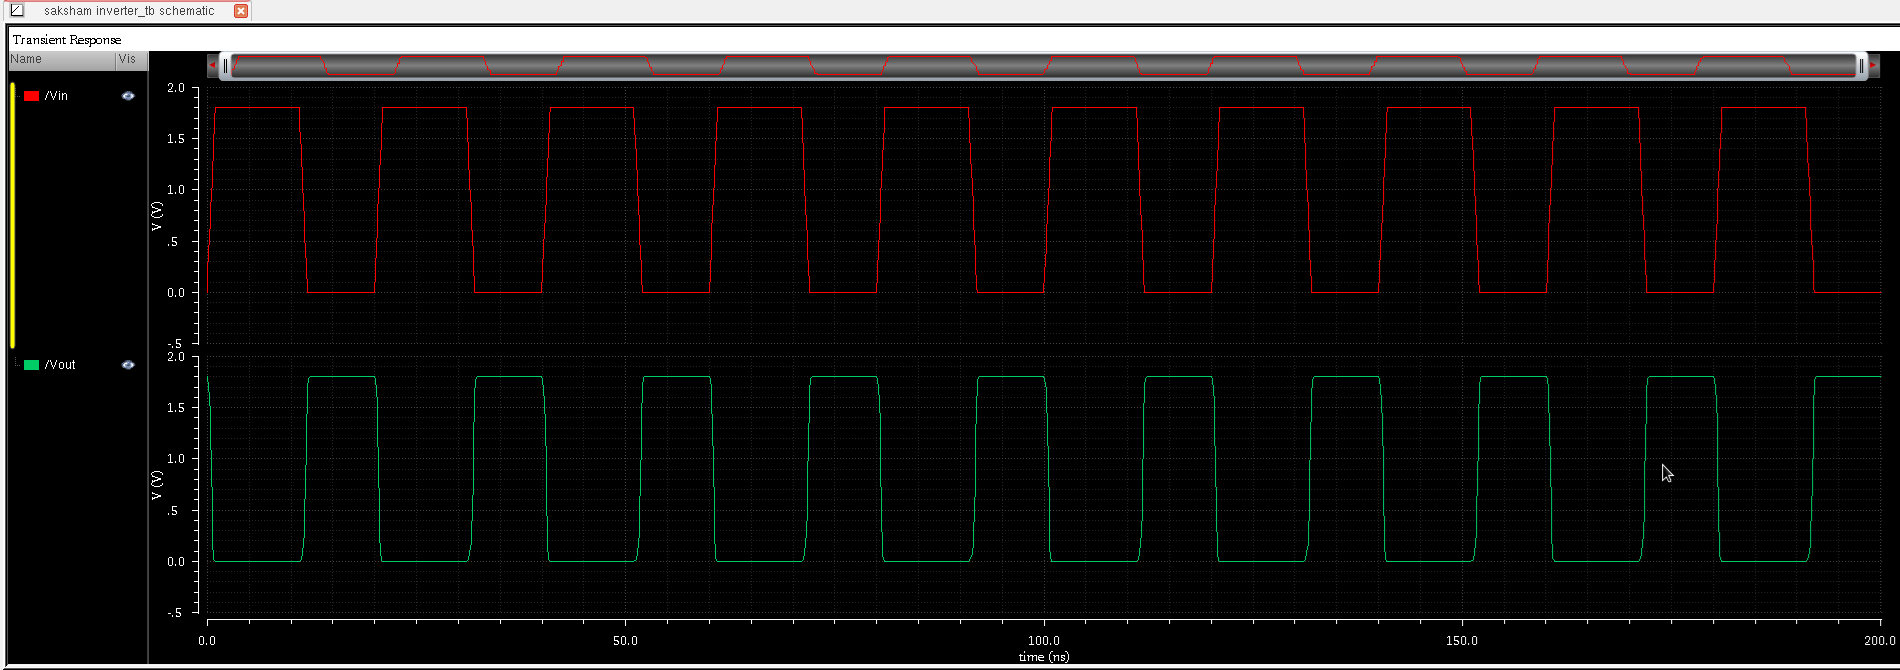 saksham inverter_tb schematic
Transient Response
Name Vis
/Vin
2.0
1.5
1.0
.5
0.0
-.5
V (V)
/Vout
2.0
1.5
1.0
.5
0.0
-.5
V (V)
0.0 50.0 100.0 150.0 200.0
time (ns)